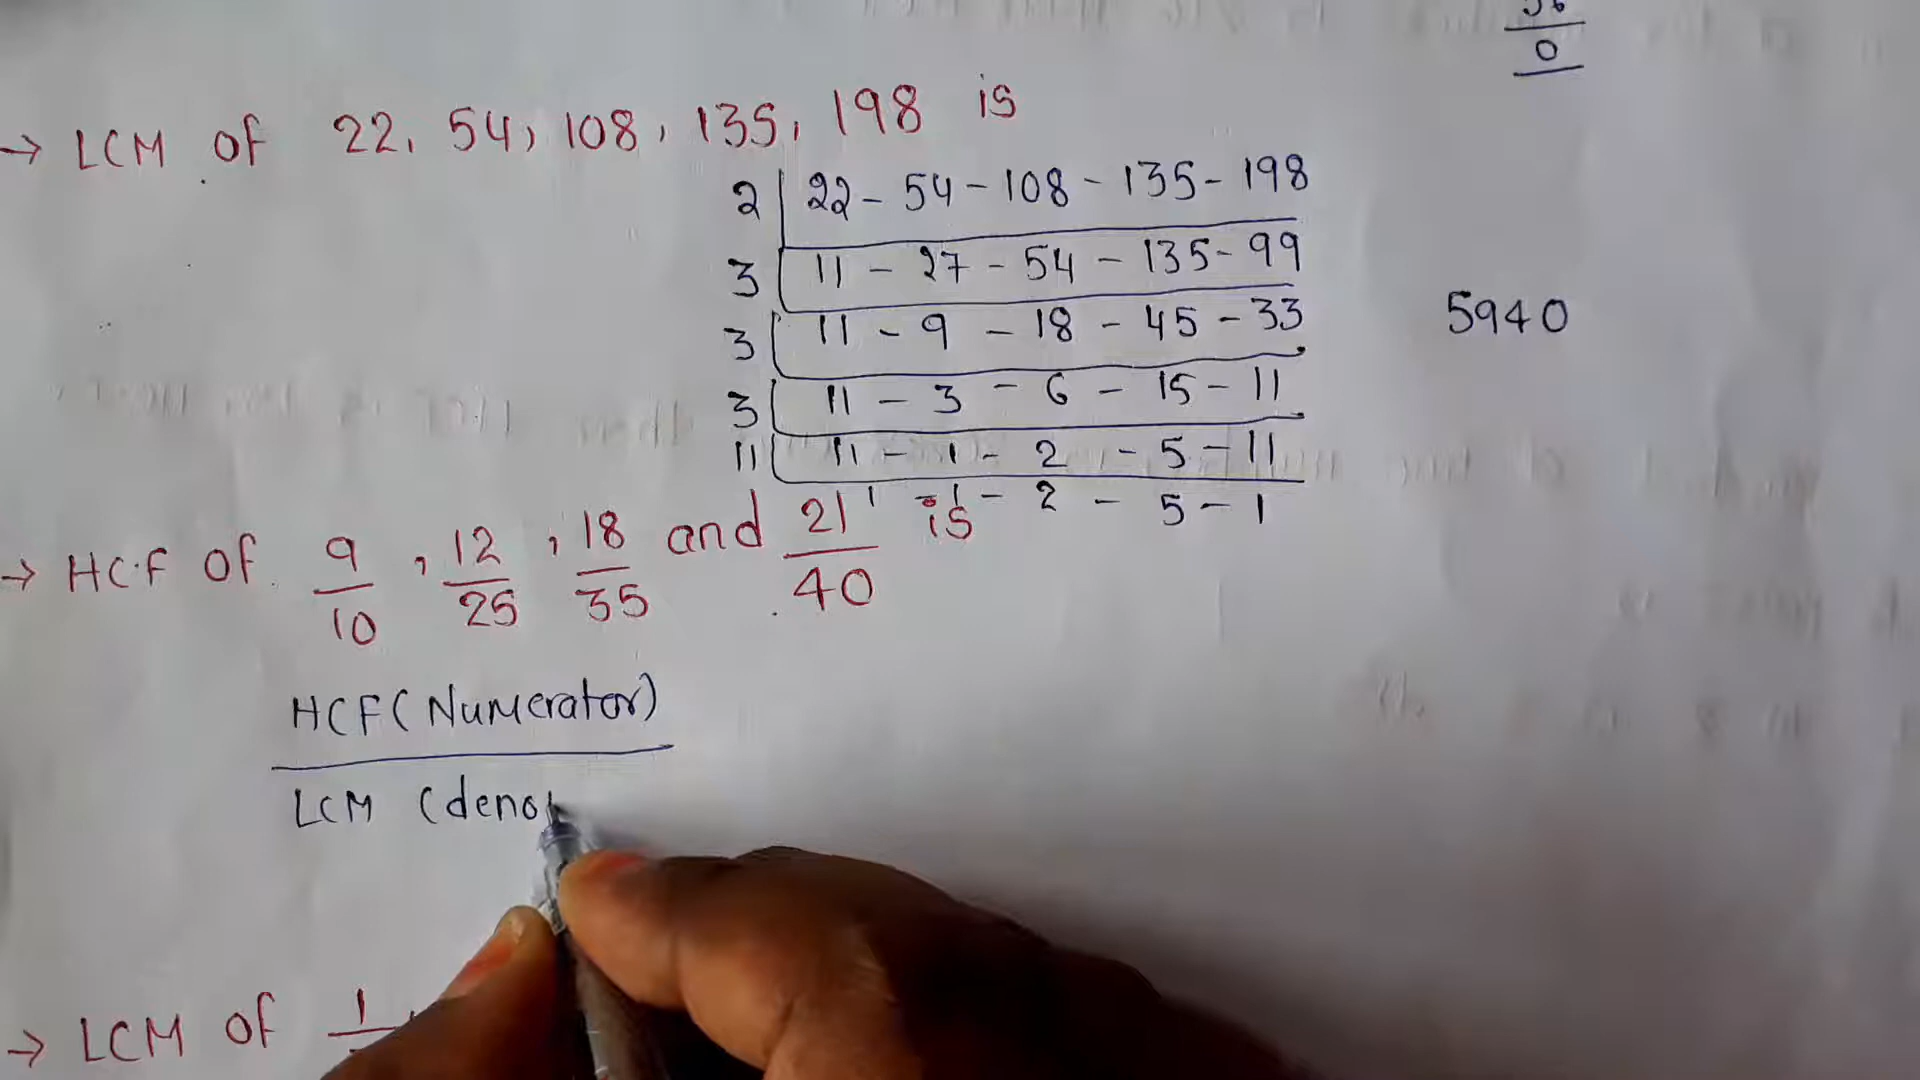 0
→ LCM of 22, 54, 108, 135, 198 is
2 | 22 - 54 - 108 - 135 - 198
3 | 11 - 27 - 54 - 135 - 99
3 | 11 - 9 - 18 - 45 - 33
5940
3 | 11 - 3 - 6 - 15 - 11
11 | 11 - 1 - 2 - 5 - 11
1 - 1 - 2 - 5 - 1
→ H.C.F of 9/10, 12/25, 18/35 and 21/40 is
HCF (Numerator)
LCM (deno
→ LCM of 1